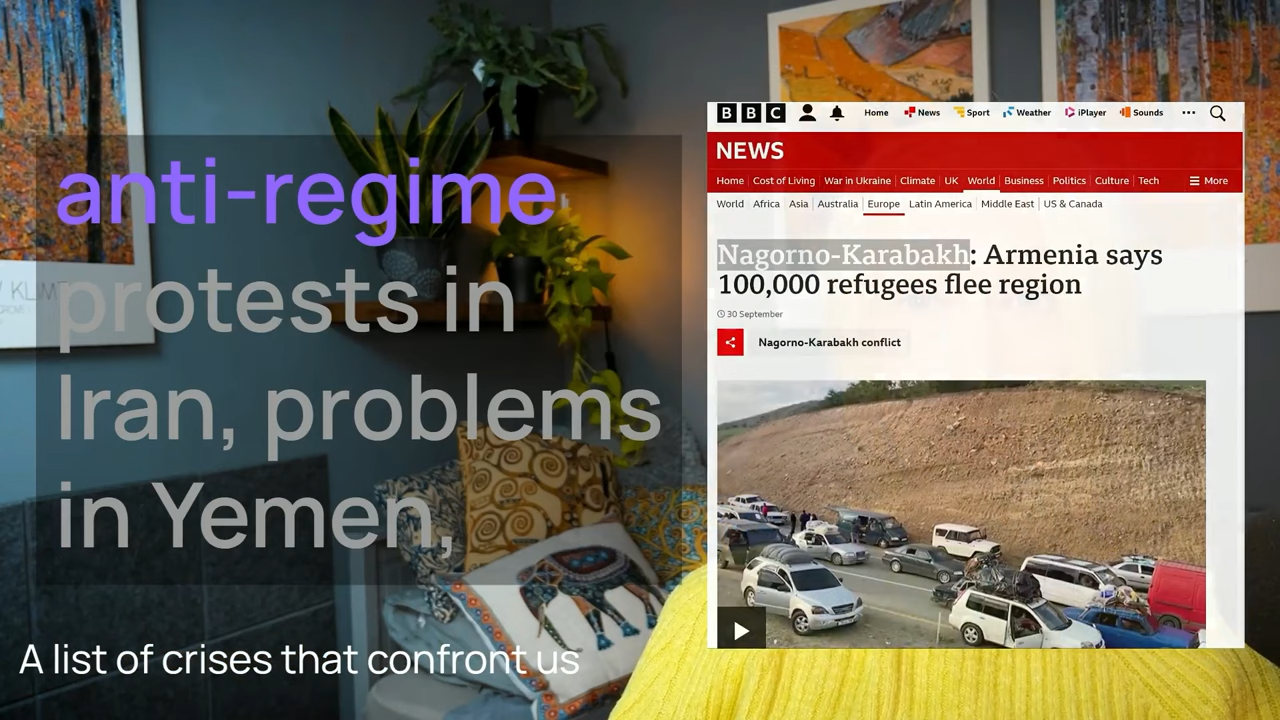 anti-regime
protests in
Iran, problems
in Yemen,
A list of crises that confront us
BBC Home News Sport Weather iPlayer Sounds
NEWS
Home Cost of Living War in Ukraine Climate UK World Business Politics Culture Tech More
World Africa Asia Australia Europe Latin America Middle East US & Canada
Nagorno-Karabakh: Armenia says
100,000 refugees flee region
30 September
Nagorno-Karabakh conflict